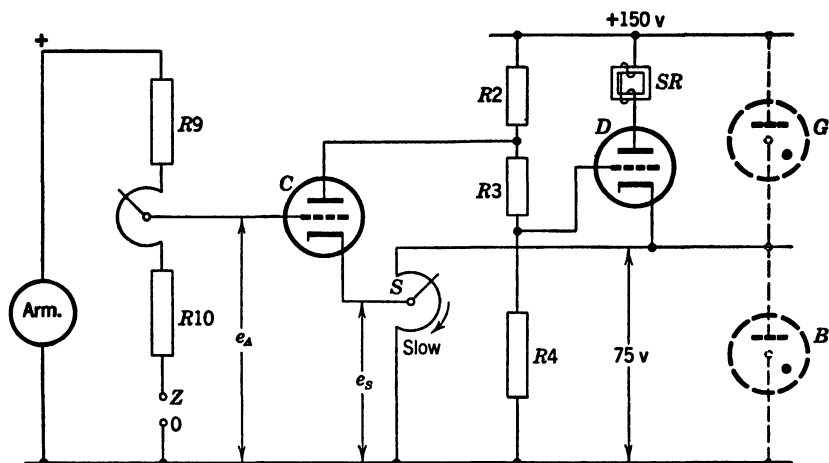 +150 v
+
R2
SR
R9
D
G
C
R3
S
Arm.
R10
Slow
B
e_A
e_S
R4
75 v
Z
0